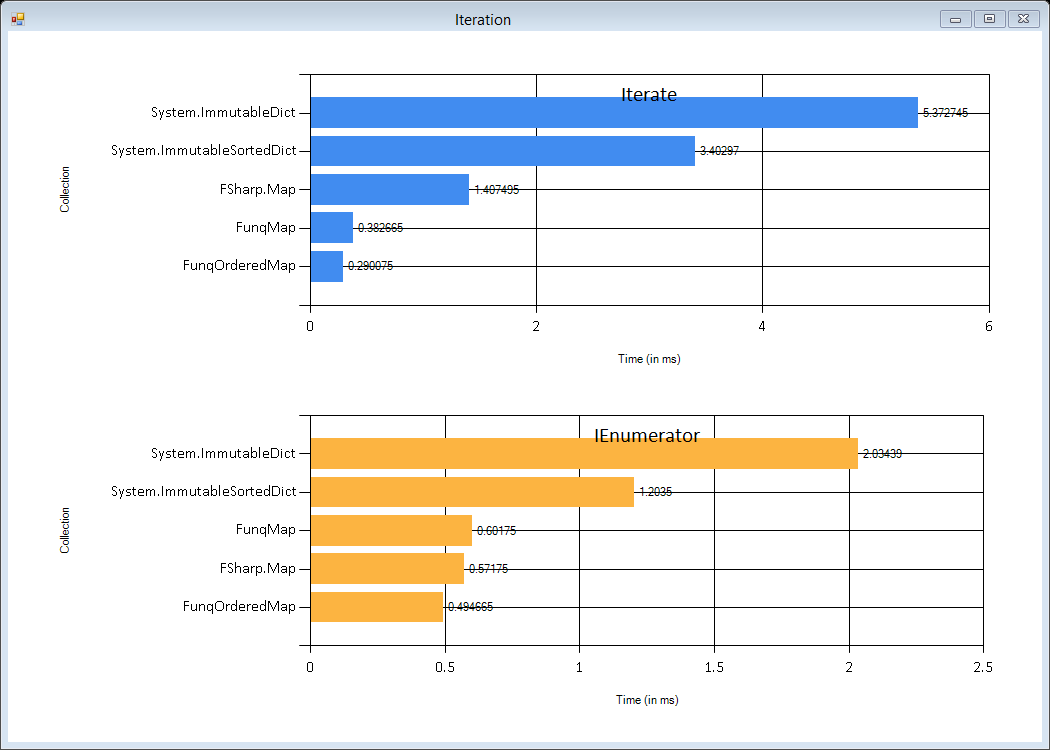 Iteration
Iterate
System.ImmutableDict 5.372745
System.ImmutableSortedDict 3.40297
FSharp.Map 1.407495
FunqMap 0.382665
FunqOrderedMap 0.290075
Collection
0 2 4 6
Time (in ms)
IEnumerator
System.ImmutableDict 2.03439
System.ImmutableSortedDict 1.2035
FunqMap 0.60175
FSharp.Map 0.57175
FunqOrderedMap 0.494665
Collection
0 0.5 1 1.5 2 2.5
Time (in ms)